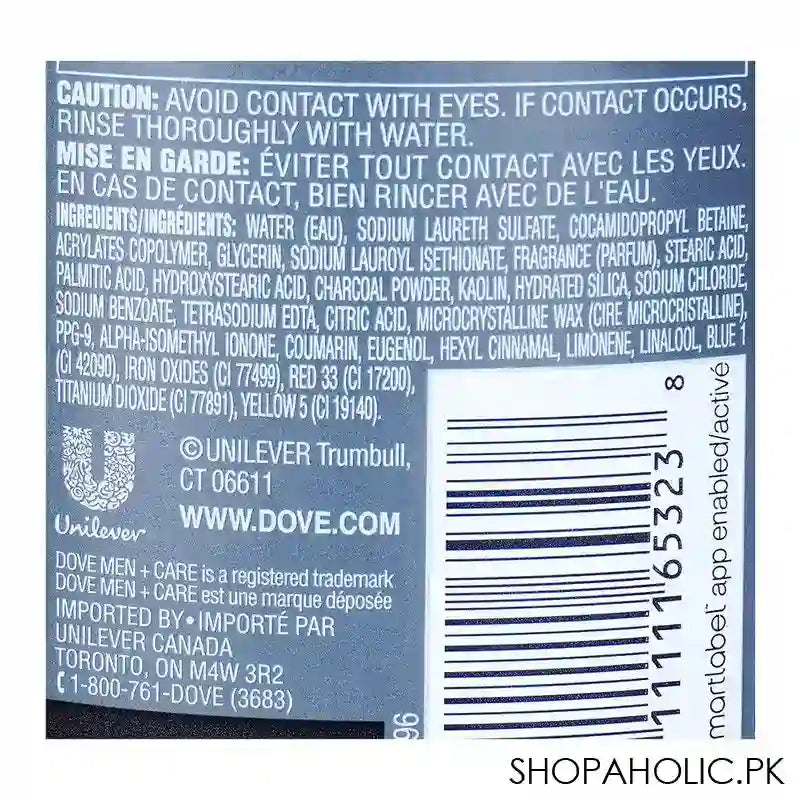 CAUTION: AVOID CONTACT WITH EYES. IF CONTACT OCCURS,
RINSE THOROUGHLY WITH WATER.
MISE EN GARDE: ÉVITER TOUT CONTACT AVEC LES YEUX.
EN CAS DE CONTACT, BIEN RINCER AVEC DE L'EAU.
INGREDIENTS/INGRÉDIENTS: WATER (EAU), SODIUM LAURETH SULFATE, COCAMIDOPROPYL BETAINE,
ACRYLATES COPOLYMER, GLYCERIN, SODIUM LAUROYL ISETHIONATE, FRAGRANCE (PARFUM), STEARIC ACID,
PALMITIC ACID, HYDROXYSTEARIC ACID, CHARCOAL POWDER, KAOLIN, HYDRATED SILICA, SODIUM CHLORIDE,
SODIUM BENZOATE, TETRASODIUM EDTA, CITRIC ACID, MICROCRYSTALLINE WAX (CIRE MICROCRISTALLINE),
PPG-9, ALPHA-ISOMETHYL IONONE, COUMARIN, EUGENOL, HEXYL CINNAMAL, LIMONENE, LINALOOL, BLUE 1
(CI 42090), IRON OXIDES (CI 77499), RED 33 (CI 17200),
TITANIUM DIOXIDE (CI 77891), YELLOW 5 (CI 19140).
© UNILEVER Trumbull,
CT 06611
WWW.DOVE.COM
Unilever
DOVE MEN + CARE is a registered trademark
DOVE MEN + CARE est une marque déposée
IMPORTED BY • IMPORTÉ PAR
UNILEVER CANADA
TORONTO, ON M4W 3R2
1-800-761-DOVE (3683)
96
11111 65323 8
martlabel™ app enabled/activé
SHOPAHOLIC.PK